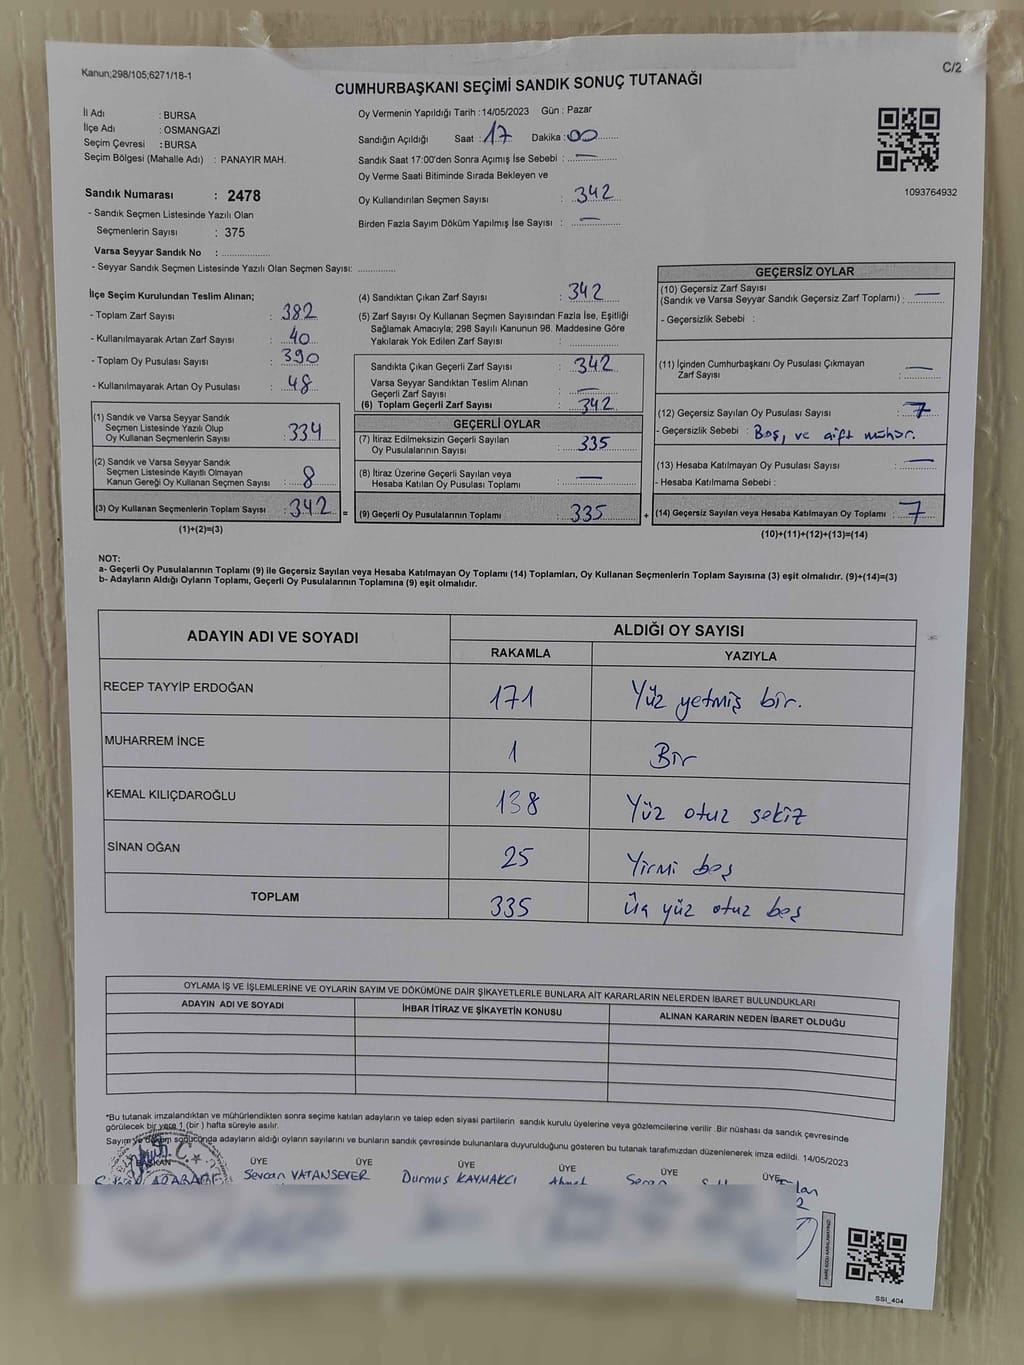 Kanun;298/105,6271/18-1
C/2
CUMHURBAŞKANI SEÇİMİ SANDIK SONUÇ TUTANAĞI
İl Adı : BURSA
İlçe Adı : OSMANGAZİ
Seçim Çevresi : BURSA
Seçim Bölgesi (Mahalle Adı) : PANAYIR MAH.
Sandık Numarası : 2478
- Sandık Seçmen Listesinde Yazılı Olan
Seçmenlerin Sayısı : 375
Varsa Seyyar Sandık No : ....................
- Seyyar Sandık Seçmen Listesinde Yazılı Olan Seçmen Sayısı: ..............
Oy Vermenin Yapıldığı Tarih :14/05/2023 Gün : Pazar
Sandığın Açıldığı Saat : 17 Dakika : 00
Sandık Saat 17:00'den Sonra Açımış İse Sebebi : —
Oy Verme Saati Bitiminde Sırada Bekleyen ve
Oy Kullandırılan Seçmen Sayısı : 342
Birden Fazla Sayım Döküm Yapılmış İse Sayısı : —
1093764932
İlçe Seçim Kurulundan Teslim Alınan;
- Toplam Zarf Sayısı : 382
- Kullanılmayarak Artan Zarf Sayısı : 40
- Toplam Oy Pusulası Sayısı : 390
- Kullanılmayarak Artan Oy Pusulası : 48
(1) Sandık ve Varsa Seyyar Sandık
Seçmen Listesinde Yazılı Olup
Oy Kullanan Seçmenlerin Sayısı : 334
(2) Sandık ve Varsa Seyyar Sandık
Seçmen Listesinde Kayıtlı Olmayan
Kanun Gereği Oy Kullanan Seçmen Sayısı : 8
(3) Oy Kullanan Seçmenlerin Toplam Sayısı : 342 =
(1)+(2)=(3)
(4) Sandıktan Çıkan Zarf Sayısı : 342
(5) Zarf Sayısı Oy Kullanan Seçmen Sayısından Fazla İse, Eşitliği
Sağlamak Amacıyla; 298 Sayılı Kanunun 98. Maddesine Göre
Yakılarak Yok Edilen Zarf Sayısı : ....................
Sandıkta Çıkan Geçerli Zarf Sayısı : 342
Varsa Seyyar Sandıktan Teslim Alınan
Geçerli Zarf Sayısı : —
(6) Toplam Geçerli Zarf Sayısı : 342
GEÇERLİ OYLAR
(7) İtiraz Edilmeksizin Geçerli Sayılan
Oy Pusulalarının Sayısı : 335
(8) İtiraz Üzerine Geçerli Sayılan veya
Hesaba Katılan Oy Pusulası Toplamı : —
(9) Geçerli Oy Pusulalarının Toplamı : 335 +
GEÇERSİZ OYLAR
(10) Geçersiz Zarf Sayısı
(Sandık ve Varsa Seyyar Sandık Geçersiz Zarf Toplamı) : —
- Geçersizlik Sebebi :
(11) İçinden Cumhurbaşkanı Oy Pusulası Çıkmayan
Zarf Sayısı : —
(12) Geçersiz Sayılan Oy Pusulası Sayısı : 7
- Geçersizlik Sebebi : Boş, ve çift mühür.
(13) Hesaba Katılmayan Oy Pusulası Sayısı : —
- Hesaba Katılmama Sebebi :
(14) Geçersiz Sayılan veya Hesaba Katılmayan Oy Toplamı : 7
(10)+(11)+(12)+(13)=(14)
NOT:
a- Geçerli Oy Pusulalarının Toplamı (9) ile Geçersiz Sayılan veya Hesaba Katılmayan Oy Toplamı (14) Toplamları, Oy Kullanan Seçmenlerin Toplam Sayısına (3) eşit olmalıdır. (9)+(14)=(3)
b- Adayların Aldığı Oyların Toplamı, Geçerli Oy Pusulalarının Toplamına (9) eşit olmalıdır.
ADAYIN ADI VE SOYADI ALDIĞI OY SAYISI
RAKAMLA YAZIYLA
RECEP TAYYİP ERDOĞAN 171 Yüz yetmiş bir.
MUHARREM İNCE 1 Bir
KEMAL KILIÇDAROĞLU 138 Yüz otuz sekiz
SİNAN OĞAN 25 Yirmi beş
TOPLAM 335 Üç yüz otuz beş
OYLAMA İŞ VE İŞLEMLERİNE VE OYLARIN SAYIM VE DÖKÜMÜNE DAİR ŞİKAYETLERLE BUNLARA AİT KARARLARIN NELERDEN İBARET BULUNDUKLARI
ADAYIN ADI VE SOYADI İHBAR İTİRAZ VE ŞİKAYETİN KONUSU ALINAN KARARIN NEDEN İBARET OLDUĞU
*Bu tutanak imzalandıktan ve mühürlendikten sonra seçime katılan adayların ve talep eden siyasi partilerin sandık kurulu üyelerine veya gözlemcilerine verilir .Bir nüshası da sandık çevresinde
görülecek bir yere 1 (bir ) hafta süreyle asılır.
Sayım ve döküm sonucunda adayların aldığı oyların sayılarını ve bunların sandık çevresinde bulunanlara duyurulduğunu gösteren bu tutanak tarafımızdan düzenlenerek imza edildi. 14/05/2023
BAŞKAN ÜYE ÜYE ÜYE ÜYE ÜYE ÜYE
Sevcan VATANSEVER Durmuş KAYMAKCI Ahmet
SSİ_404